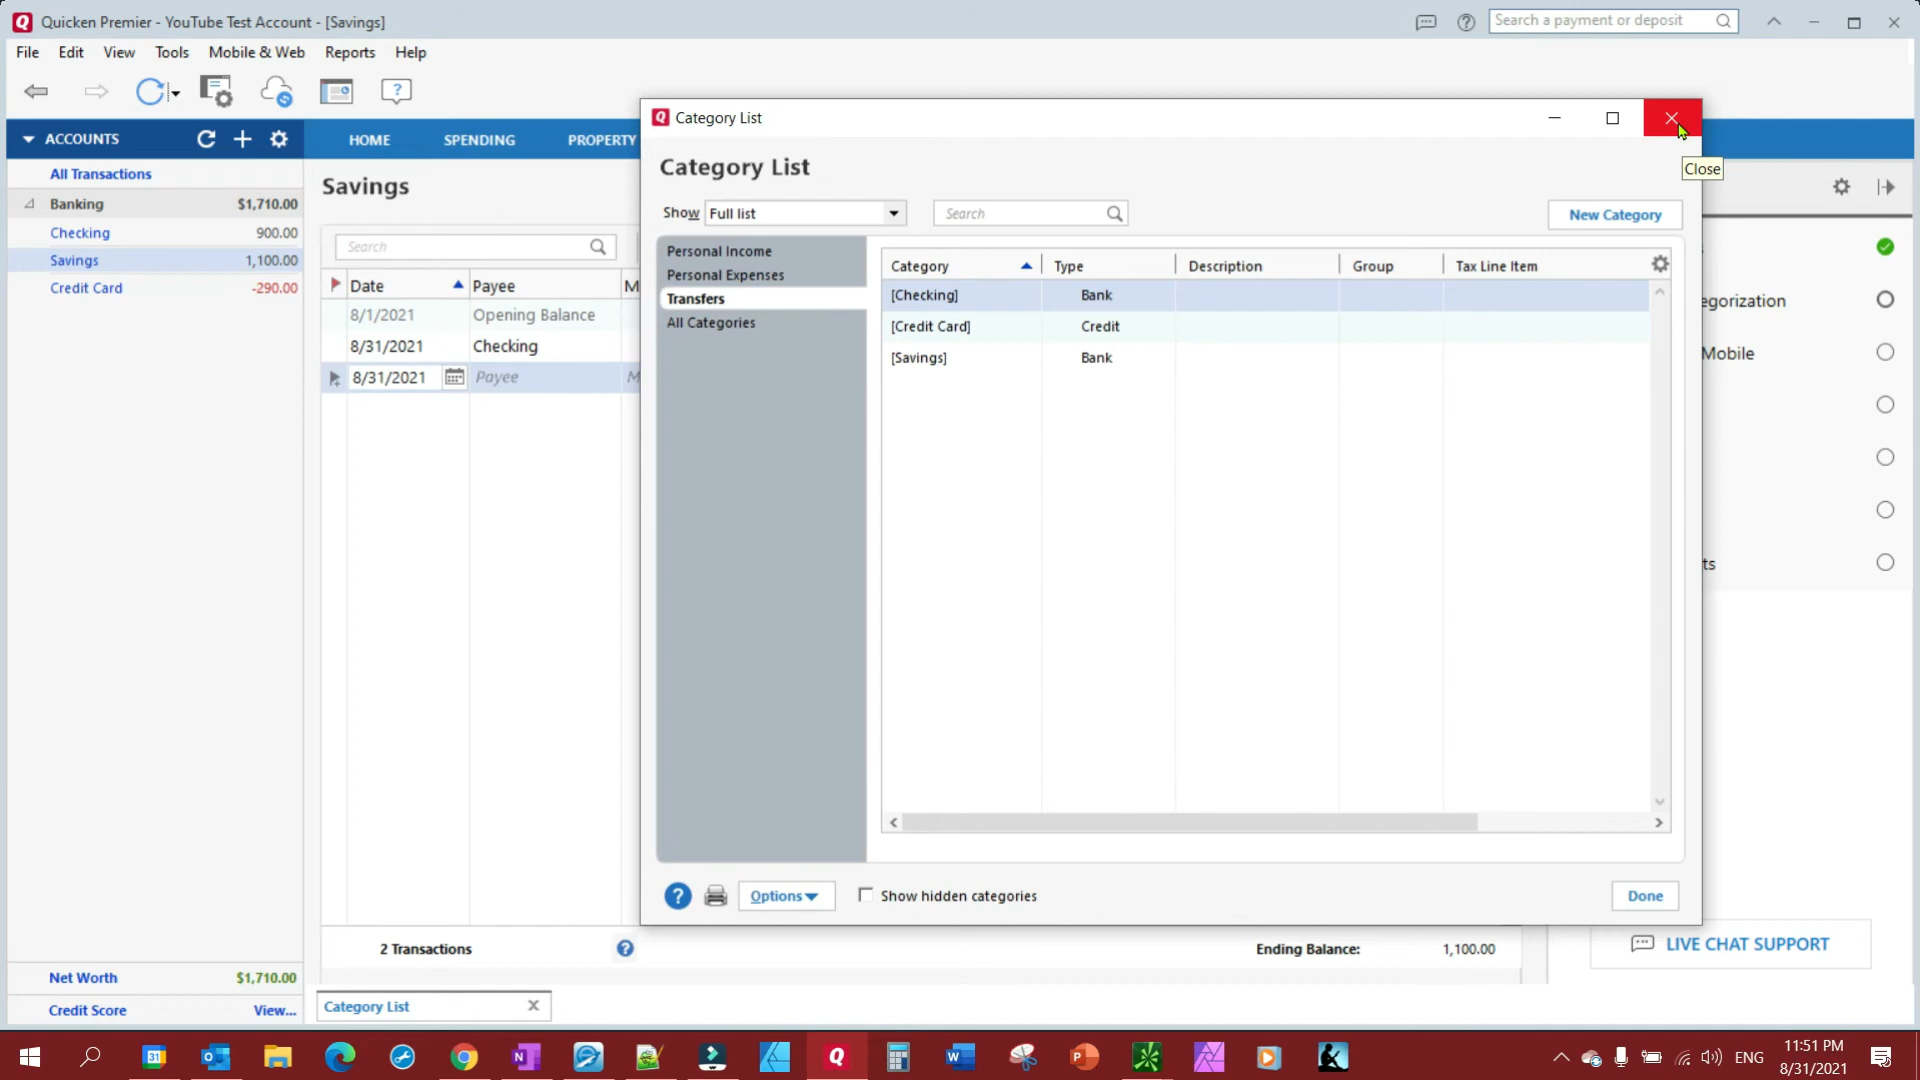 Quicken Premier - YouTube Test Account - [Savings]
Search a payment or deposit
File Edit View Tools Mobile & Web Reports Help
ACCOUNTS
HOME SPENDING PROPERTY
All Transactions
Banking $1,710.00
Checking 900.00
Savings 1,100.00
Credit Card -290.00
Net Worth $1,710.00
Credit Score View...
Savings
Search
Date Payee M
8/1/2021 Opening Balance
8/31/2021 Checking
8/31/2021 Payee M
2 Transactions
Ending Balance: 1,100.00
Category List
Category List
Close
Category List
Show Full list Search New Category
Personal Income
Personal Expenses
Transfers
All Categories
Category Type Description Group Tax Line Item
[Checking] Bank
[Credit Card] Credit
[Savings] Bank
? Options Show hidden categories Done
egorization
Mobile
ts
LIVE CHAT SUPPORT
ENG
11:51 PM
8/31/2021
31